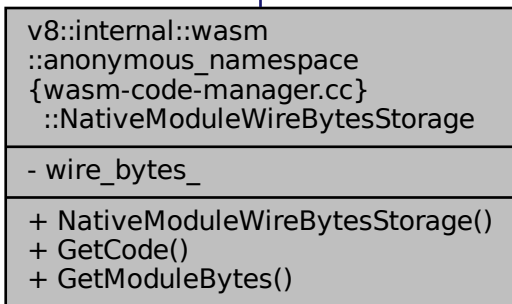 v8::internal::wasm
::anonymous_namespace
{wasm-code-manager.cc}
::NativeModuleWireBytesStorage
- wire_bytes_
+ NativeModuleWireBytesStorage()
+ GetCode()
+ GetModuleBytes()